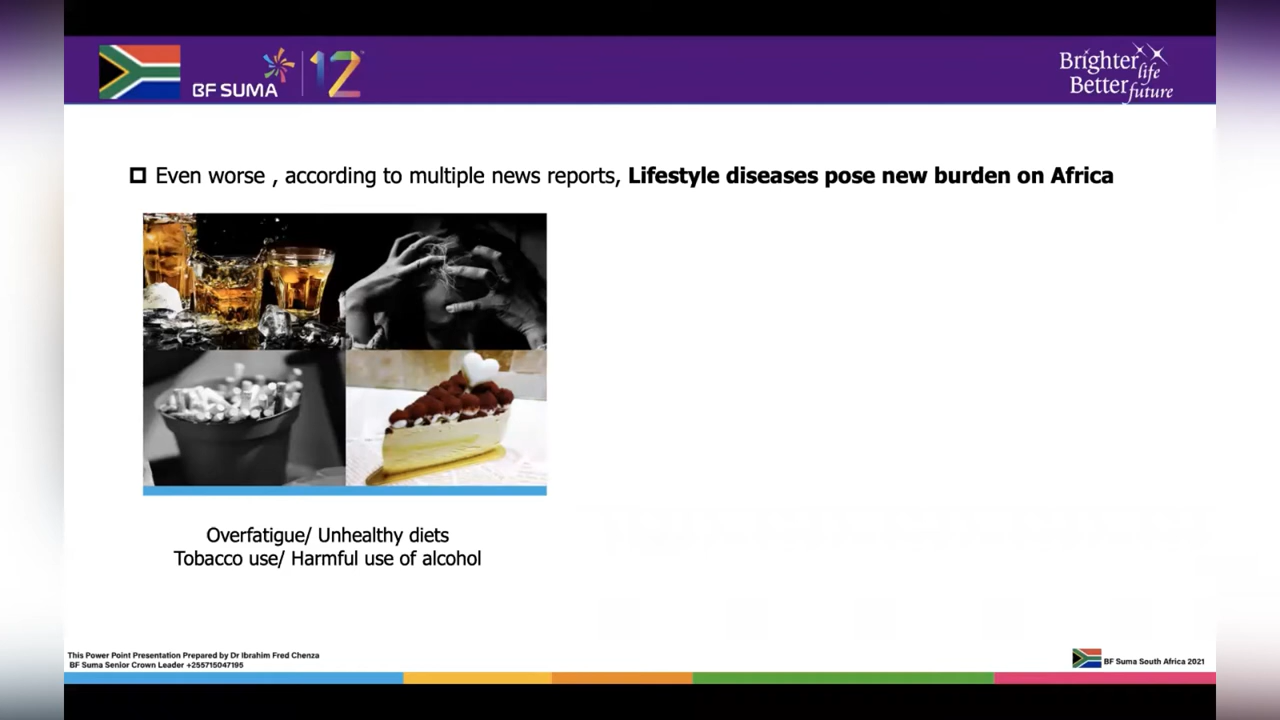 BF SUMA 12
Brighter life
Better future
Even worse , according to multiple news reports, Lifestyle diseases pose new burden on Africa
Overfatigue/ Unhealthy diets
Tobacco use/ Harmful use of alcohol
This Power Point Presentation Prepared by Dr Ibrahim Fred Chenza
BF Suma Senior Crown Leader +255715047195
BF Suma South Africa 2021